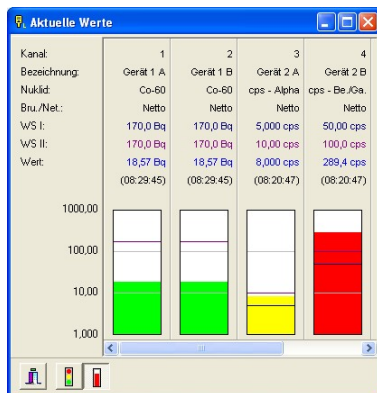 Aktuelle Werte
Kanal: 1 2 3 4
Bezeichnung: Gerät 1 A Gerät 1 B Gerät 2 A Gerät 2 B
Nuklid: Co-60 Co-60 cps - Alpha cps - Be./Ga.
Bru./Net.: Netto Netto Netto Netto
WS I: 170,0 Bq 170,0 Bq 5,000 cps 50,00 cps
WS II: 170,0 Bq 170,0 Bq 10,00 cps 100,0 cps
Wert: 18,57 Bq 18,57 Bq 8,000 cps 289,4 cps
(08:29:45) (08:29:45) (08:20:47) (08:20:47)
1000,00
100,00
10,00
1,000